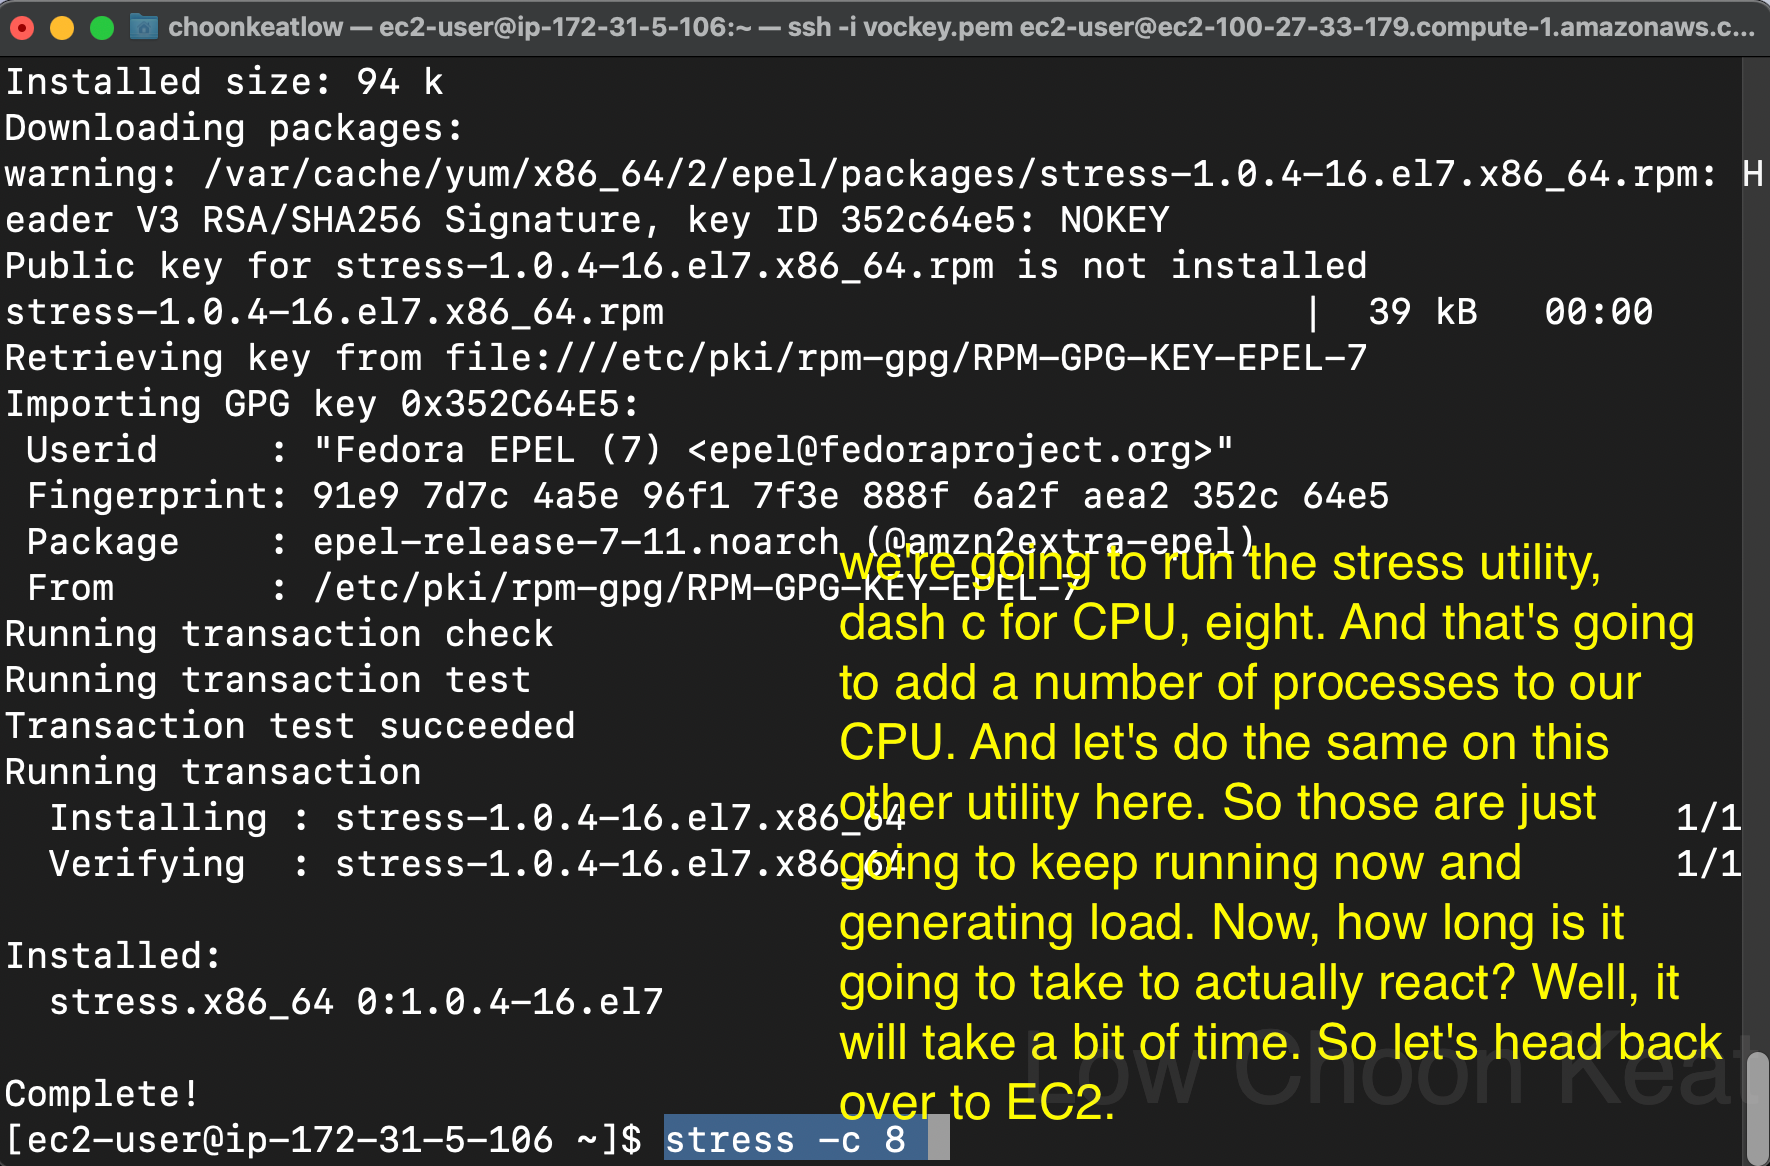 choonkeatlow — ec2-user@ip-172-31-5-106:~ — ssh -i vockey.pem ec2-user@ec2-100-27-33-179.compute-1.amazonaws.c...
Installed size: 94 k
Downloading packages:
warning: /var/cache/yum/x86_64/2/epel/packages/stress-1.0.4-16.el7.x86_64.rpm: H
eader V3 RSA/SHA256 Signature, key ID 352c64e5: NOKEY
Public key for stress-1.0.4-16.el7.x86_64.rpm is not installed
stress-1.0.4-16.el7.x86_64.rpm | 39 kB 00:00
Retrieving key from file:///etc/pki/rpm-gpg/RPM-GPG-KEY-EPEL-7
Importing GPG key 0x352C64E5:
Userid : "Fedora EPEL (7) <epel@fedoraproject.org>"
Fingerprint: 91e9 7d7c 4a5e 96f1 7f3e 888f 6a2f aea2 352c 64e5
Package : epel-release-7-11.noarch (@amzn2extra-epel)
From : /etc/pki/rpm-gpg/RPM-GPG-KEY-EPEL-7
Running transaction check
Running transaction test
Transaction test succeeded
Running transaction
Installing : stress-1.0.4-16.el7.x86_64 1/1
Verifying : stress-1.0.4-16.el7.x86_64 1/1
Installed:
stress.x86_64 0:1.0.4-16.el7
Complete!
[ec2-user@ip-172-31-5-106 ~]$ stress -c 8
we're going to run the stress utility,
dash c for CPU, eight. And that's going
to add a number of processes to our
CPU. And let's do the same on this
other utility here. So those are just
going to keep running now and
generating load. Now, how long is it
going to take to actually react? Well, it
will take a bit of time. So let's head back
over to EC2.
Low Choon Keat